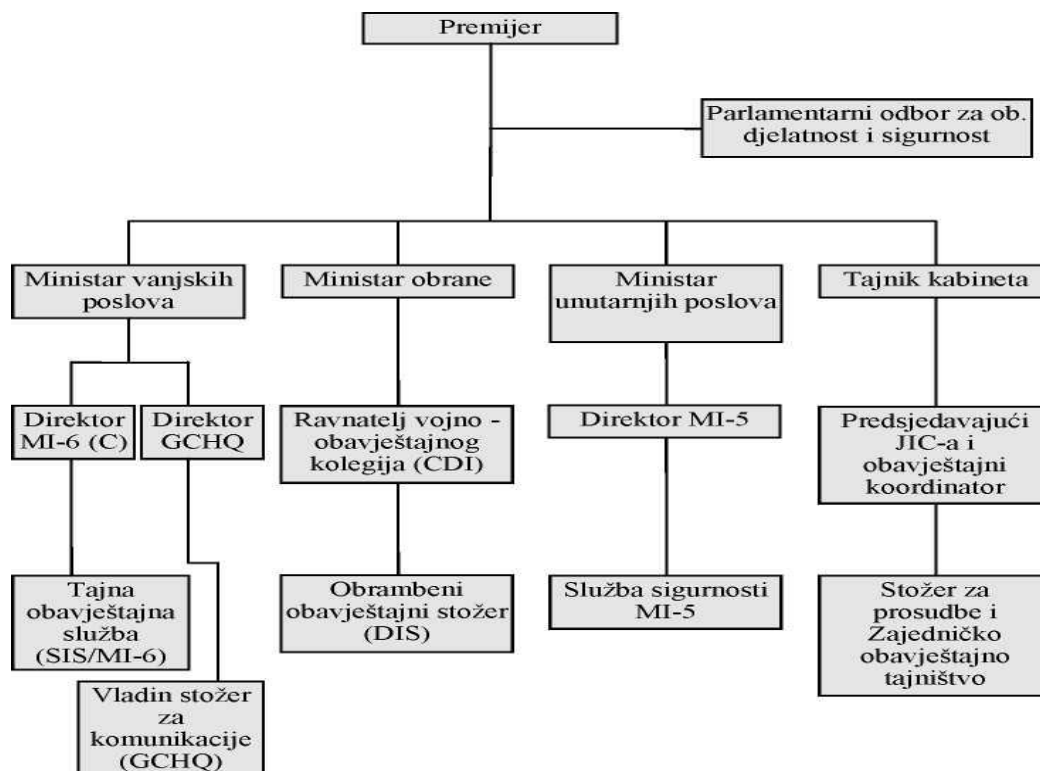 Premijer
Parlamentarni odbor za ob.
djelatnost i sigurnost
Ministar vanjskih
poslova
Ministar obrane
Ministar
unutarnjih poslova
Tajnik kabineta
Direktor
MI-6 (C)
Direktor
GCHQ
Ravnatelj vojno -
obavještajnog
kolegija (CDI)
Direktor MI-5
Predsjedavajući
JIC-a i
obavještajni
koordinator
Tajna
obavještajna
služba
(SIS/MI-6)
Vladin stožer
za
komunikacije
(GCHQ)
Obrambeni
obavještajni stožer
(DIS)
Služba sigurnosti
MI-5
Stožer za
prosudbe i
Zajedničko
obavještajno
tajništvo